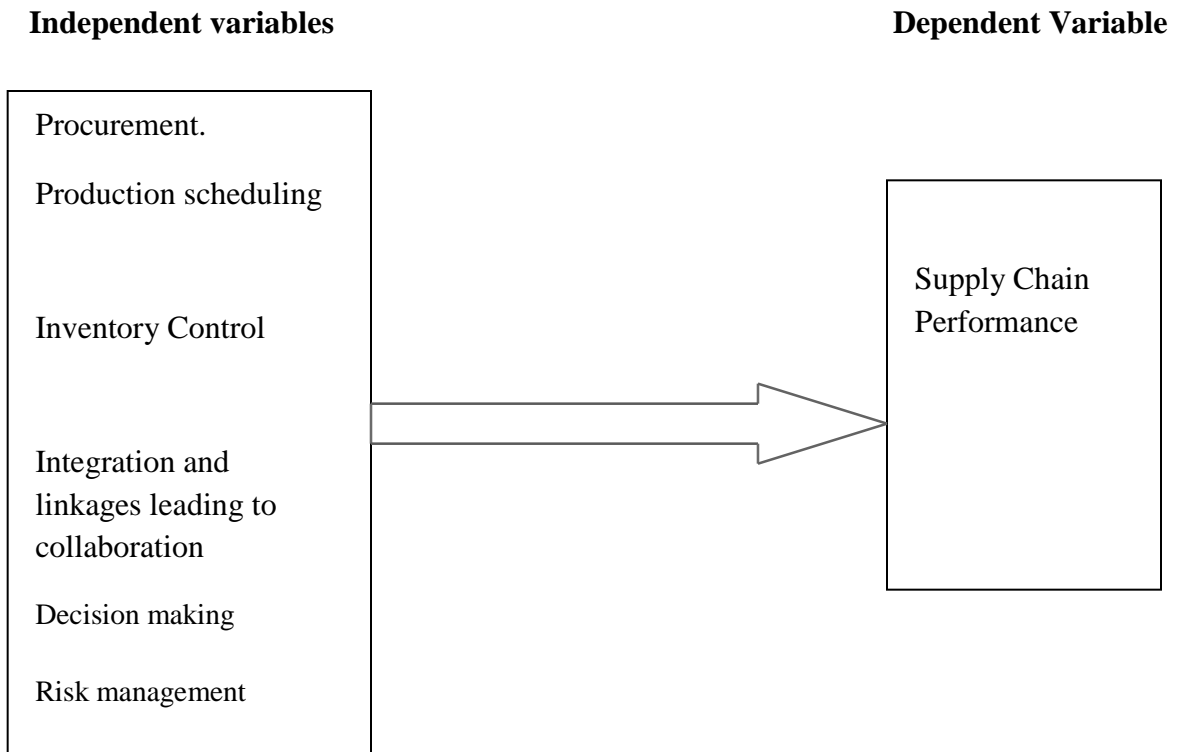 Independent variables
Dependent Variable
Procurement.
Production scheduling
Inventory Control
Integration and
linkages leading to
collaboration
Decision making
Risk management
Supply Chain
Performance